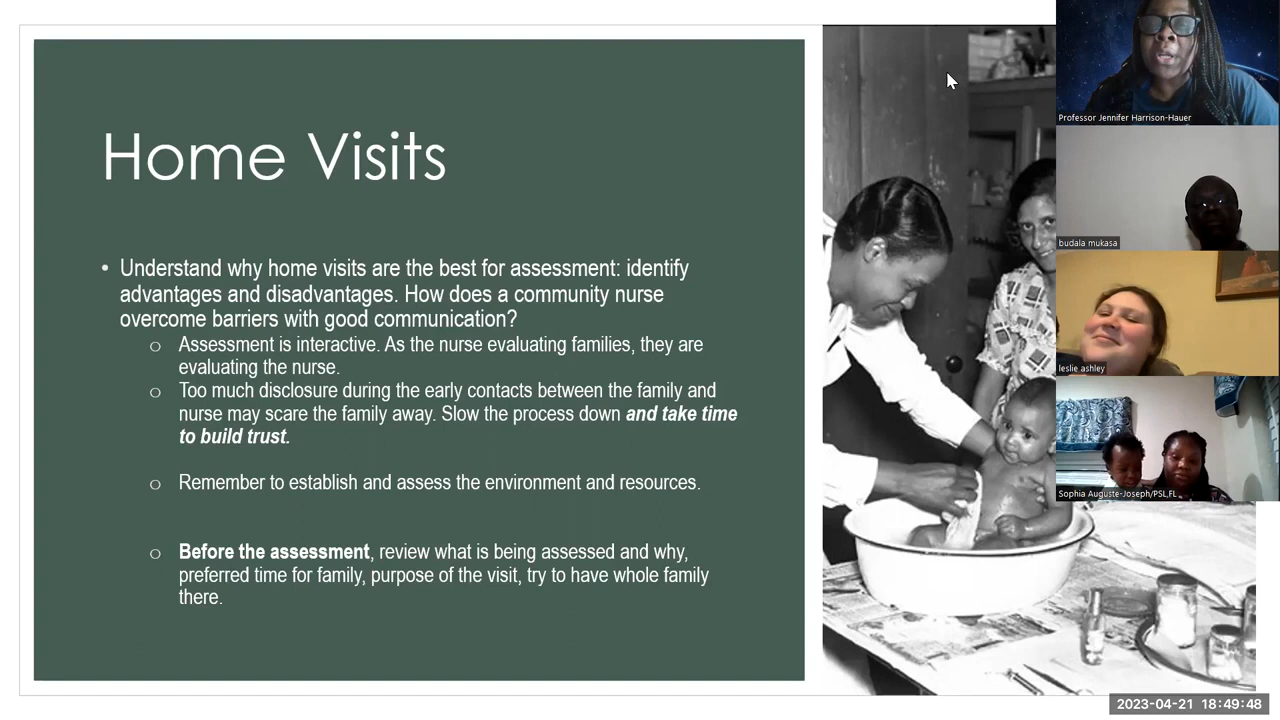 Home Visits
• Understand why home visits are the best for assessment: identify
advantages and disadvantages. How does a community nurse
overcome barriers with good communication?
o Assessment is interactive. As the nurse evaluating families, they are
evaluating the nurse.
o Too much disclosure during the early contacts between the family and
nurse may scare the family away. Slow the process down and take time
to build trust.
o Remember to establish and assess the environment and resources.
o Before the assessment, review what is being assessed and why,
preferred time for family, purpose of the visit, try to have whole family
there.
Professor Jennifer Harrison-Hauer
budala mukasa
leslie ashley
Sophia Auguste-Joseph/PSL,FL
2023-04-21 18:49:48